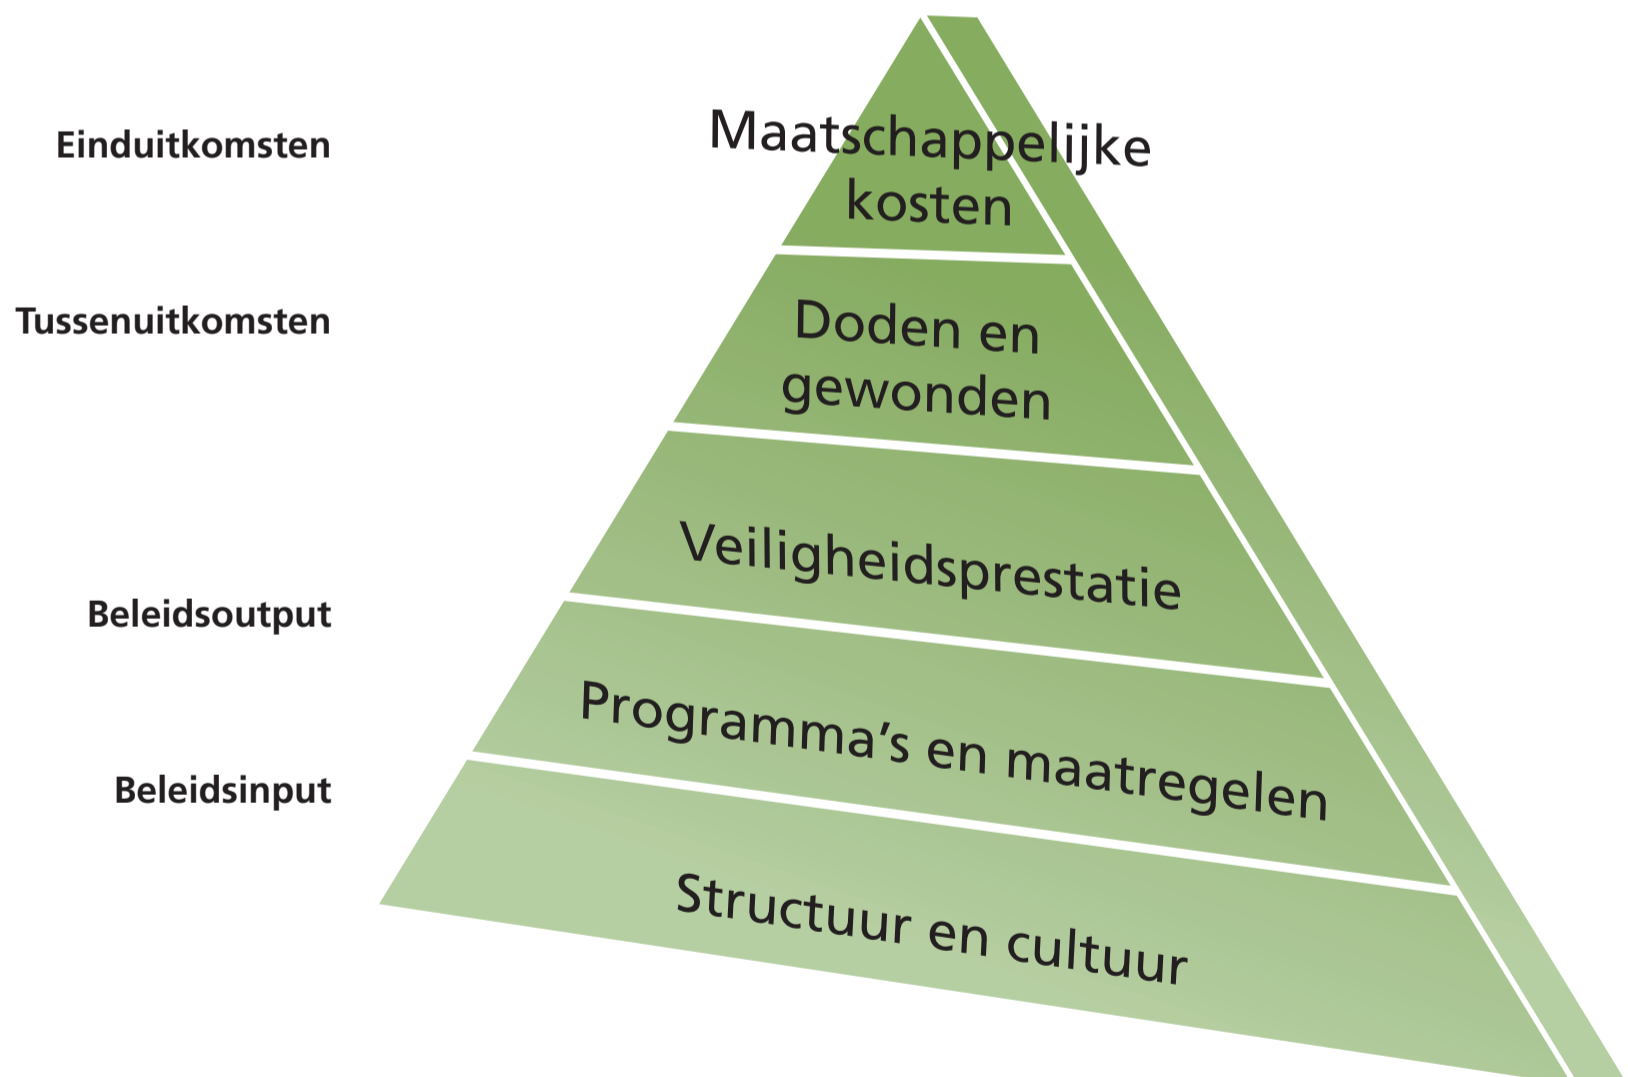 Einduitkomsten
Maatschappelijke
kosten
Tussenuitkomsten
Doden en
gewonden
Veiligheidsprestatie
Beleidsoutput
Programma’s en maatregelen
Beleidsinput
Structuur en cultuur